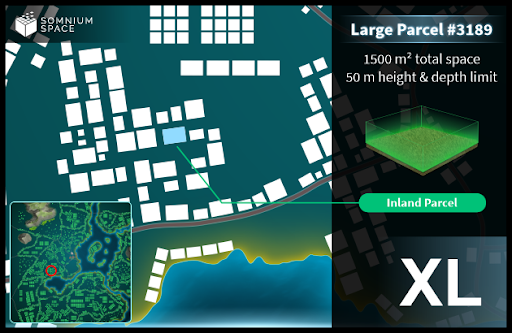 SOMNIUM
SPACE
Large Parcel #3189
1500 m² total space
50 m height & depth limit
Inland Parcel
XL